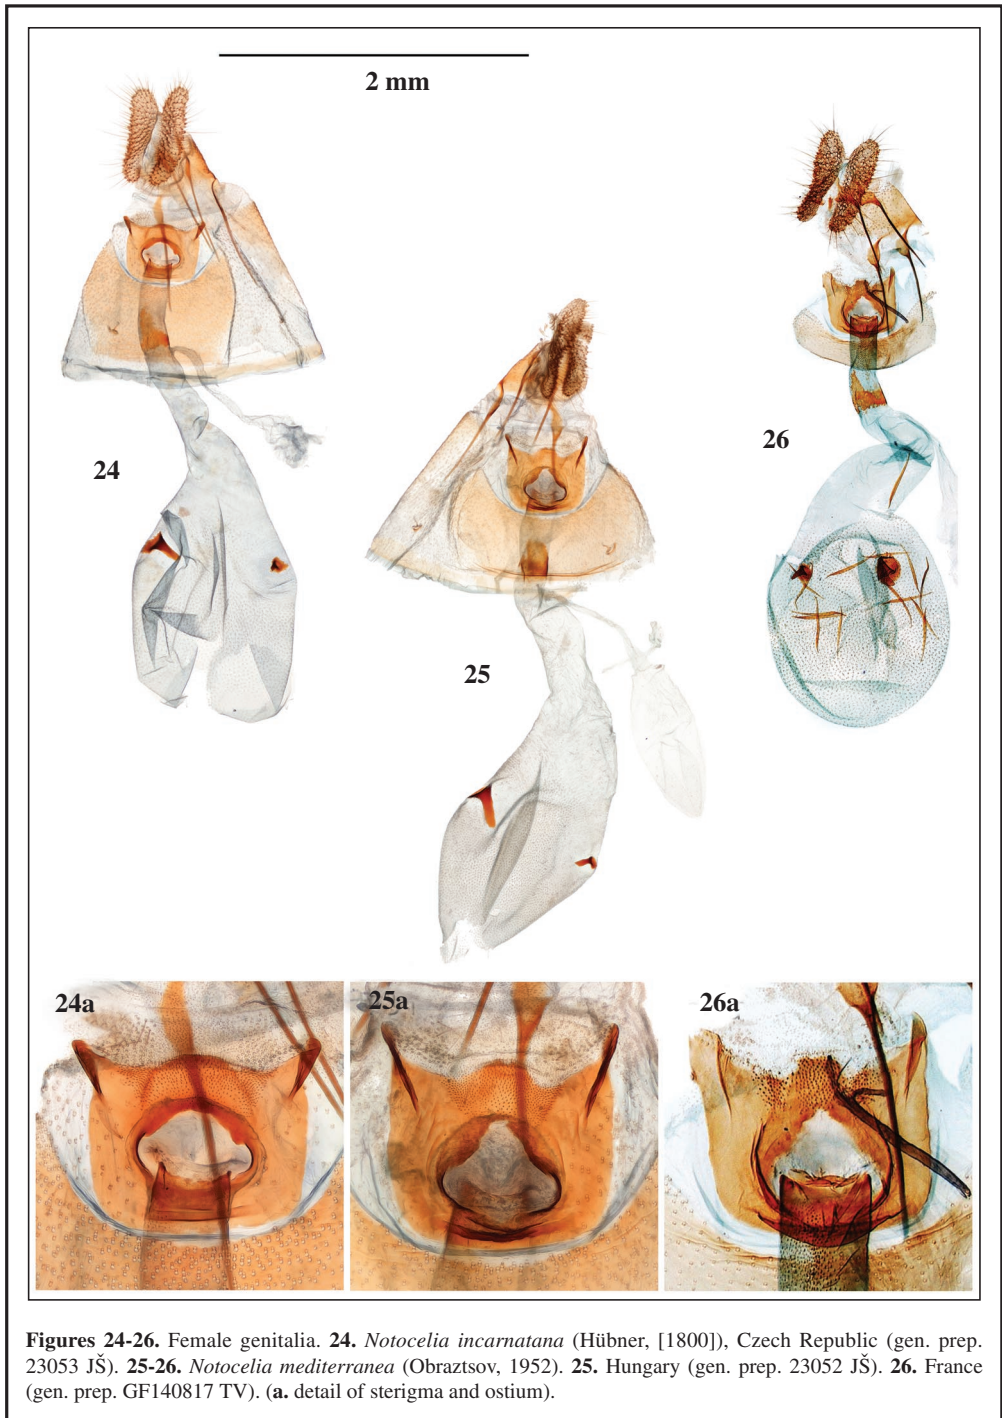 2 mm
24
25
26
24a
25a
26a
Figures 24-26. Female genitalia. 24. Notocelia incarnatana (Hübner, [1800]), Czech Republic (gen. prep.
23053 JŠ). 25-26. Notocelia mediterranea (Obraztsov, 1952). 25. Hungary (gen. prep. 23052 JŠ). 26. France
(gen. prep. GF140817 TV). (a. detail of sterigma and ostium).